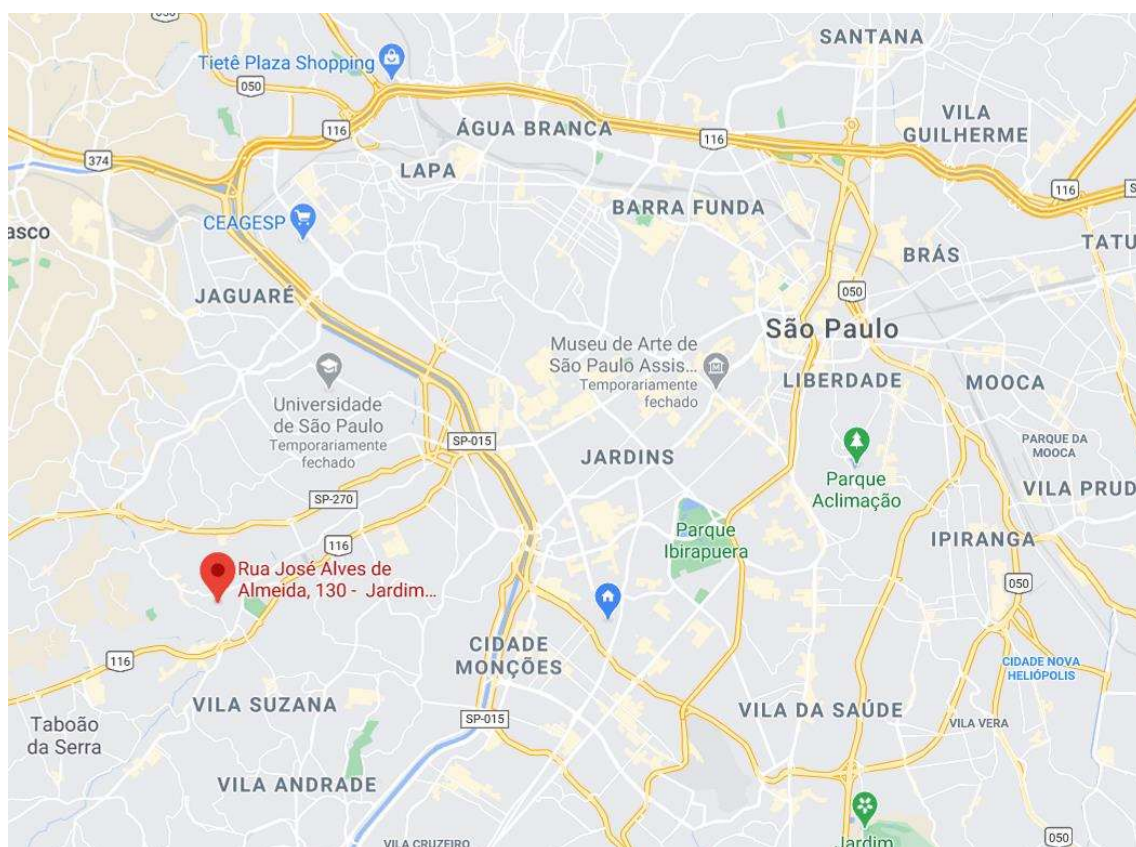 SANTANA
Tietê Plaza Shopping
050
VILA
GUILHERME
116
ÁGUA BRANCA
116
374
LAPA
116
S
BARRA FUNDA
CEAGESP
asco
TATU
BRÁS
JAGUARÉ
050
São Paulo
Museu de Arte de
São Paulo Assis...
Temporariamente
fechado
LIBERDADE
MOOCA
Universidade
de São Paulo
Temporariamente
fechado
SP-015
JARDINS
PARQUE DA
MOOCA
Parque
Aclimação
VILA PRUD
SP-270
Parque
Ibirapuera
IPIRANGA
116
Rua José Alves de
Almeida, 130 - Jardim...
050
CIDADE
MONÇÕES
116
CIDADE NOVA
HELIÓPOLIS
VILA SUZANA
SP-015
VILA DA SAÚDE
VILA VERA
Taboão
da Serra
VILA ANDRADE
VILA CRUZEIRO
Jardim
050